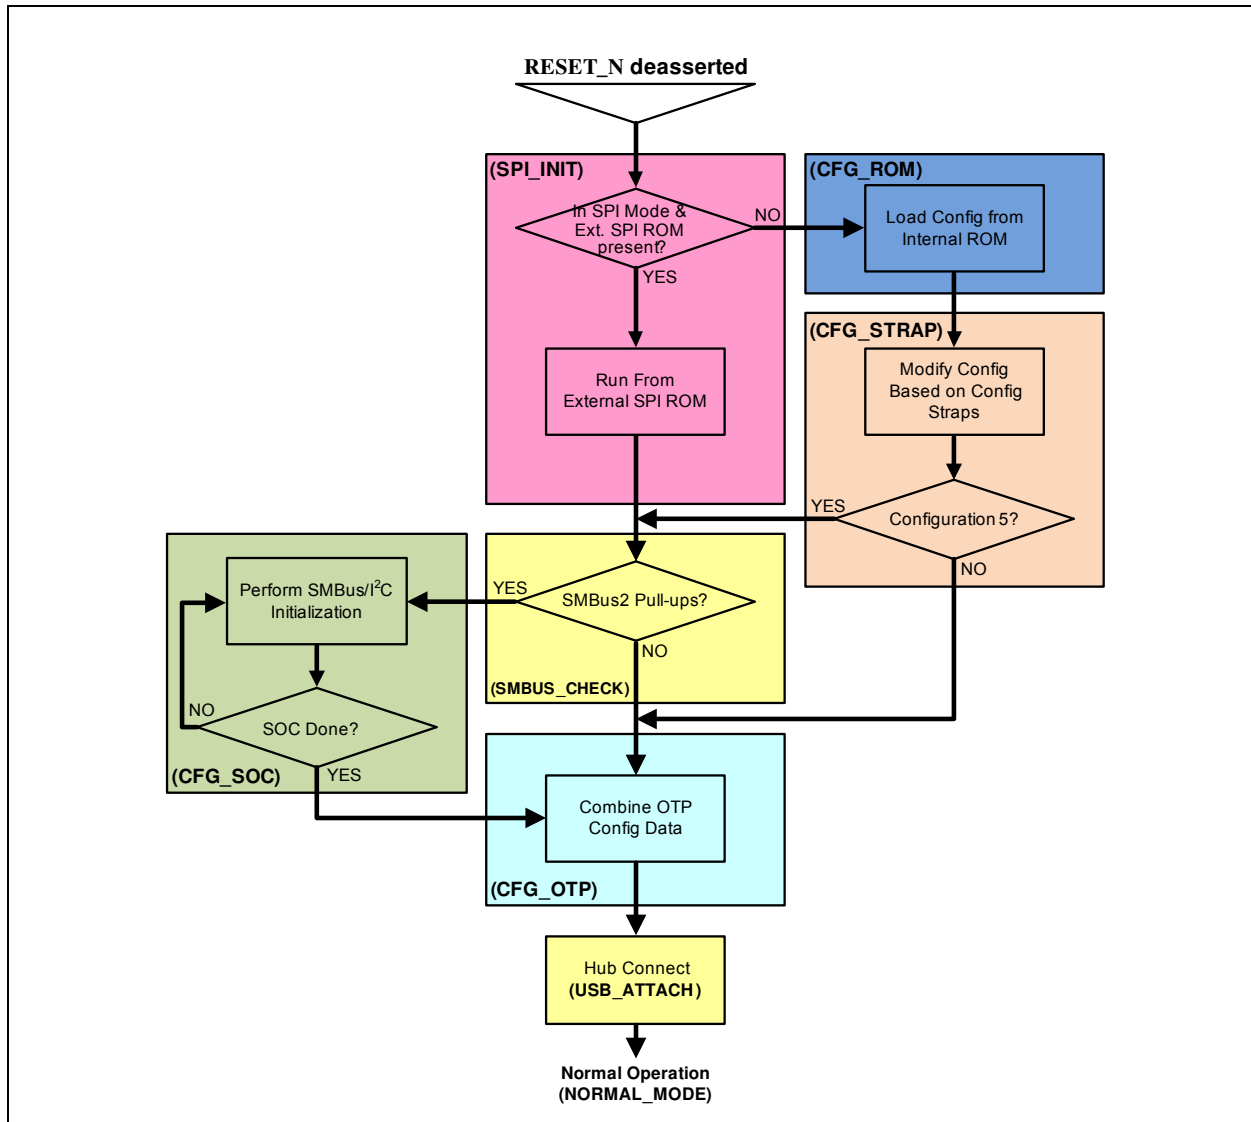 RESET_N deasserted
(SPI_INIT)
In SPI Mode &
Ext. SPI ROM
present?
NO
YES
(CFG_ROM)
Load Config from
Internal ROM
Run From
External SPI ROM
(CFG_STRAP)
Modify Config
Based on Config
Straps
Configuration 5?
YES
NO
SMBus2 Pull-ups?
YES
NO
(SMBUS_CHECK)
Perform SMBus/I²C
Initialization
SOC Done?
NO
YES
(CFG_SOC)
Combine OTP
Config Data
(CFG_OTP)
Hub Connect
(USB_ATTACH)
Normal Operation
(NORMAL_MODE)